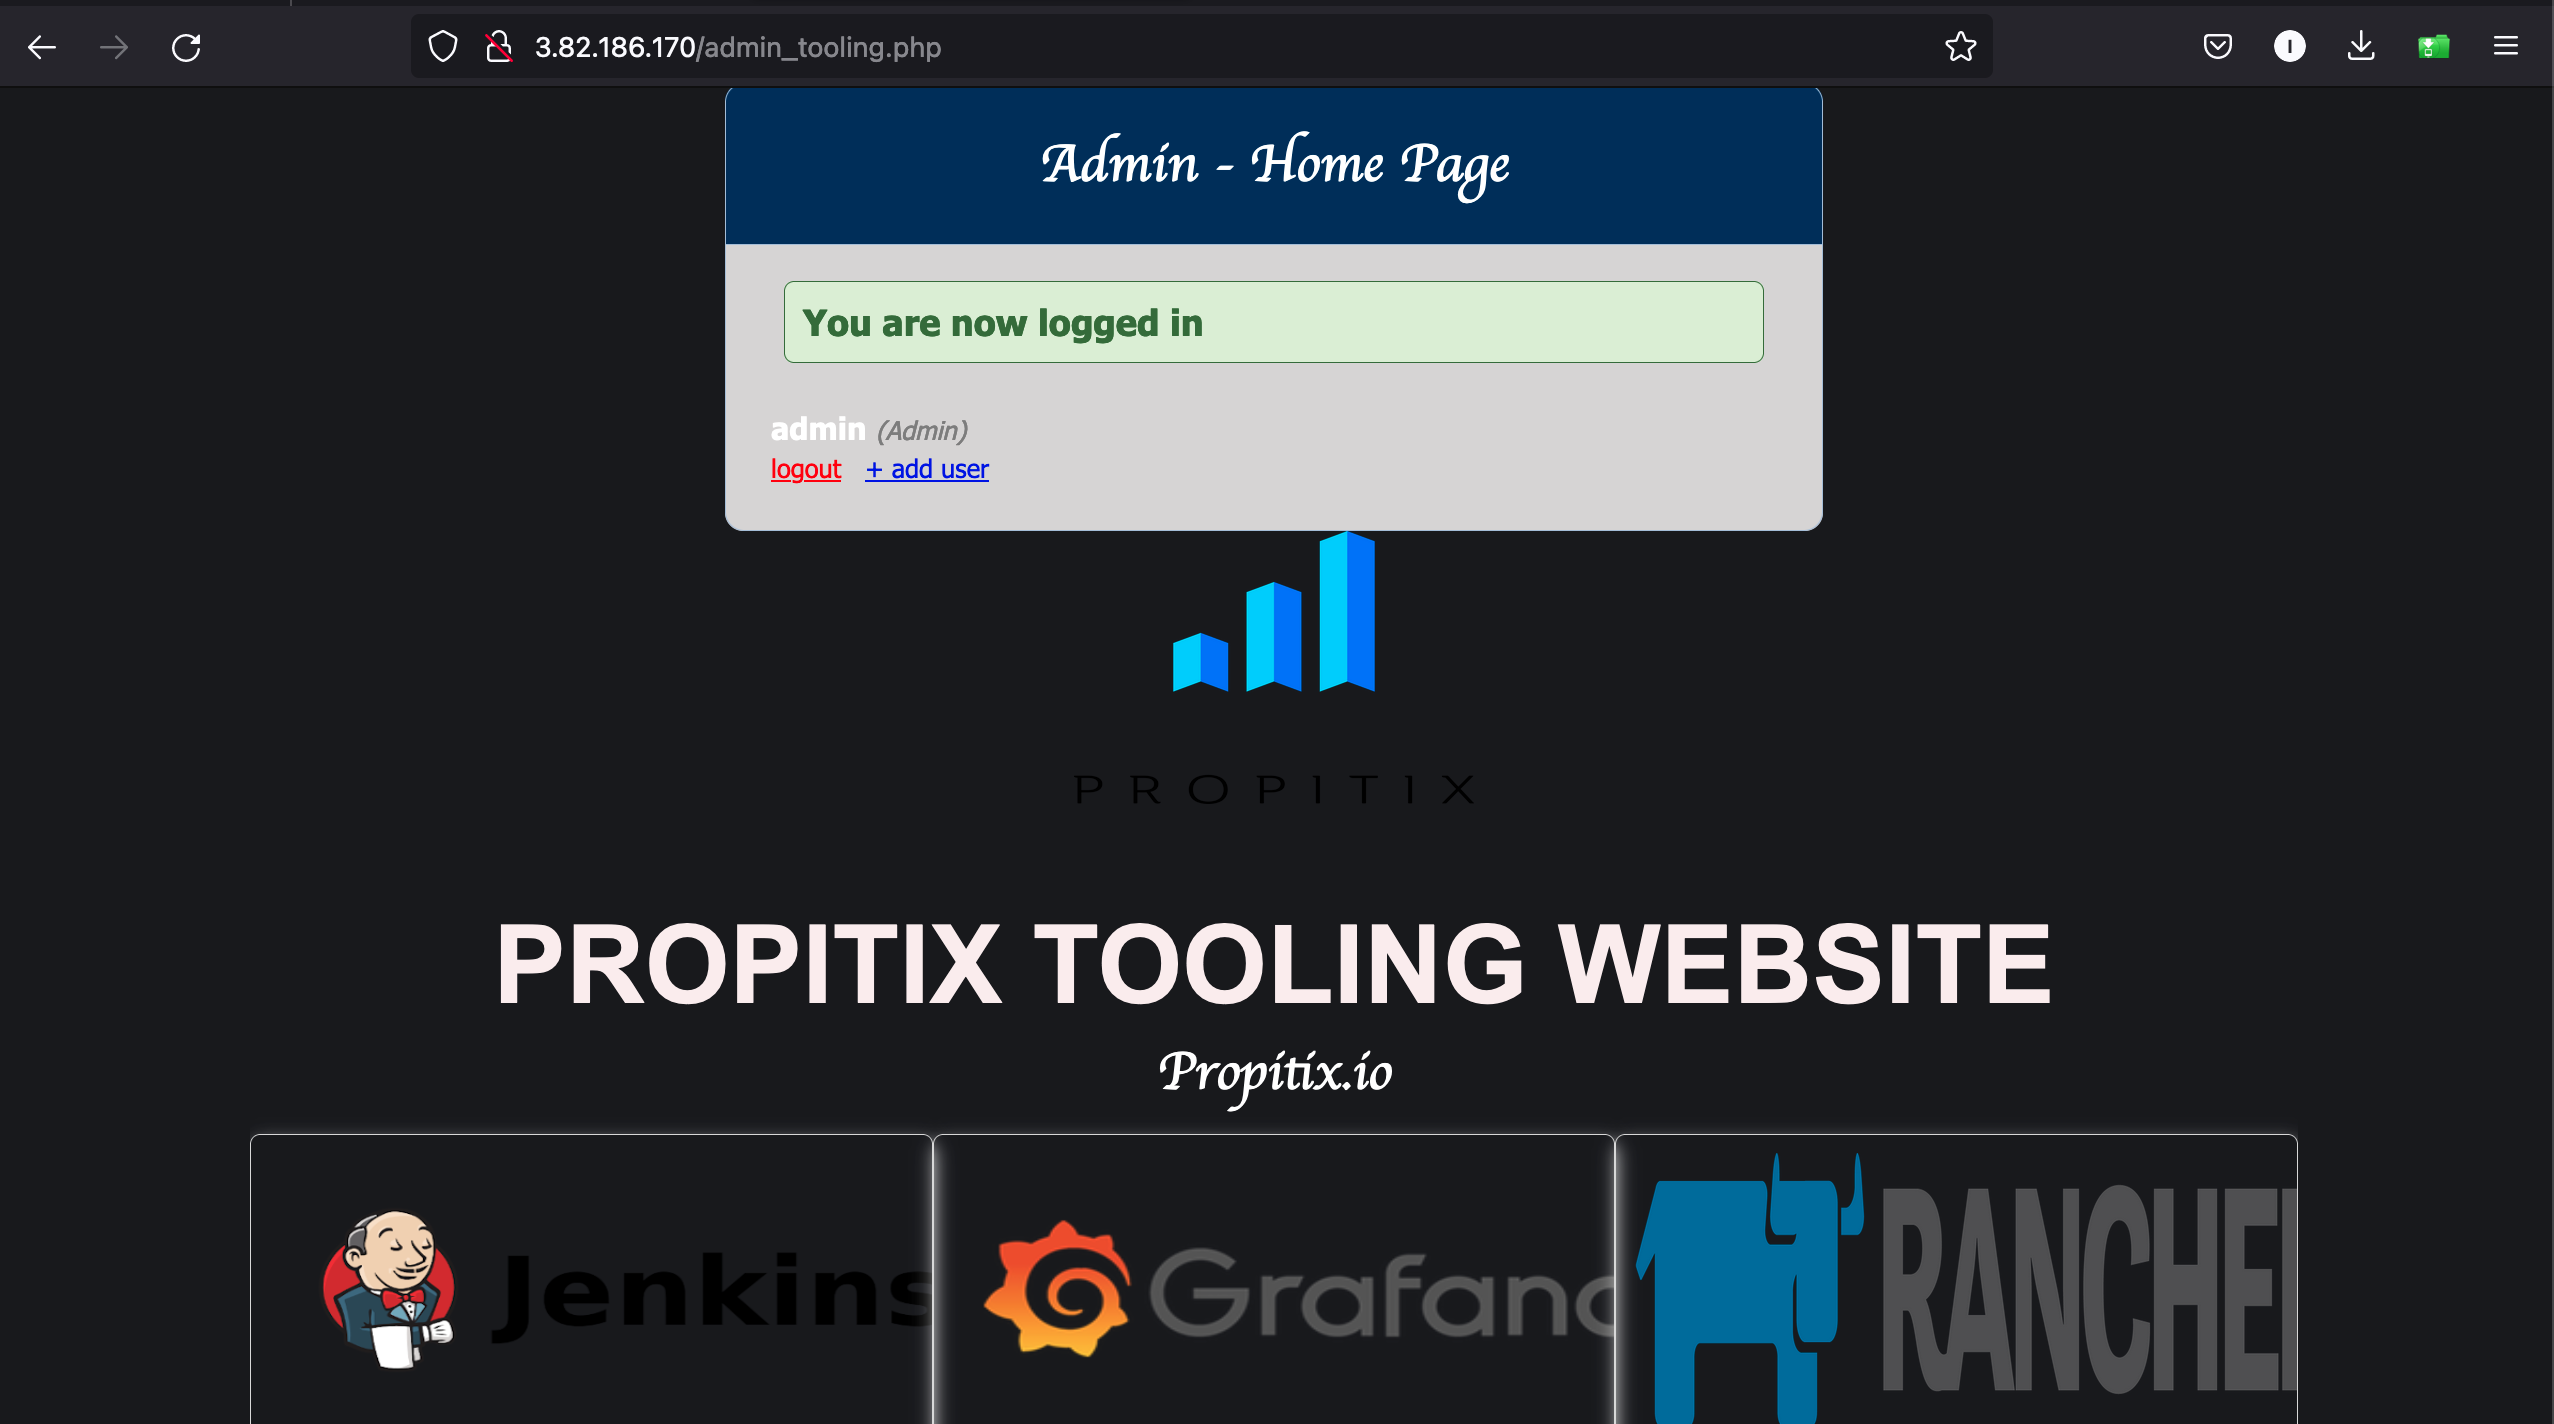 3.82.186.170/admin_tooling.php
I
Admin - Home Page
You are now logged in
admin (Admin)
logout + add user
PROPITIX
PROPITIX TOOLING WEBSITE
Propitix.io
Jenkins Grafana RANCHER